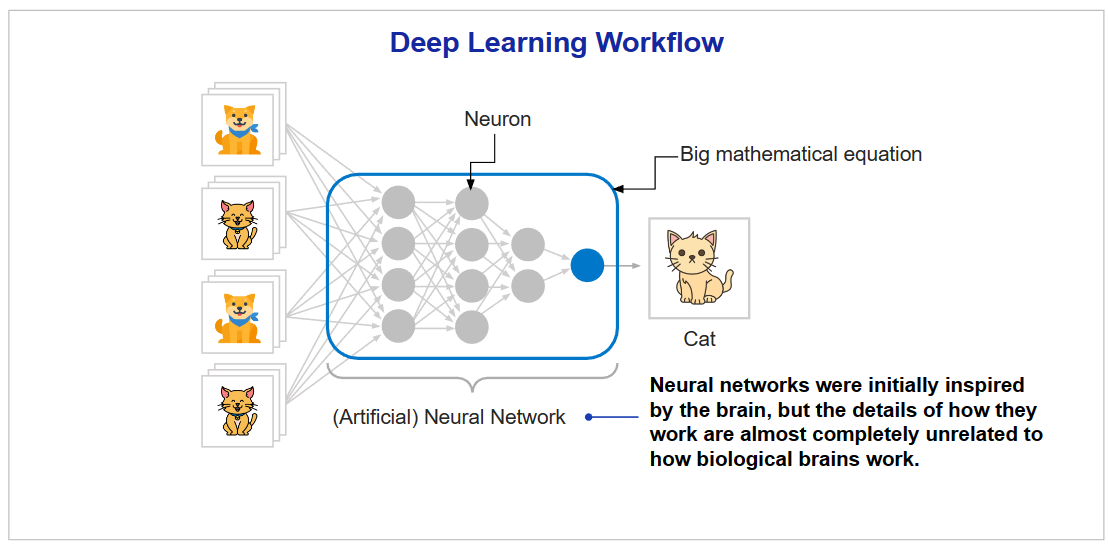 Deep Learning Workflow
Neuron
Big mathematical equation
Cat
(Artificial) Neural Network
Neural networks were initially inspired
by the brain, but the details of how they
work are almost completely unrelated to
how biological brains work.